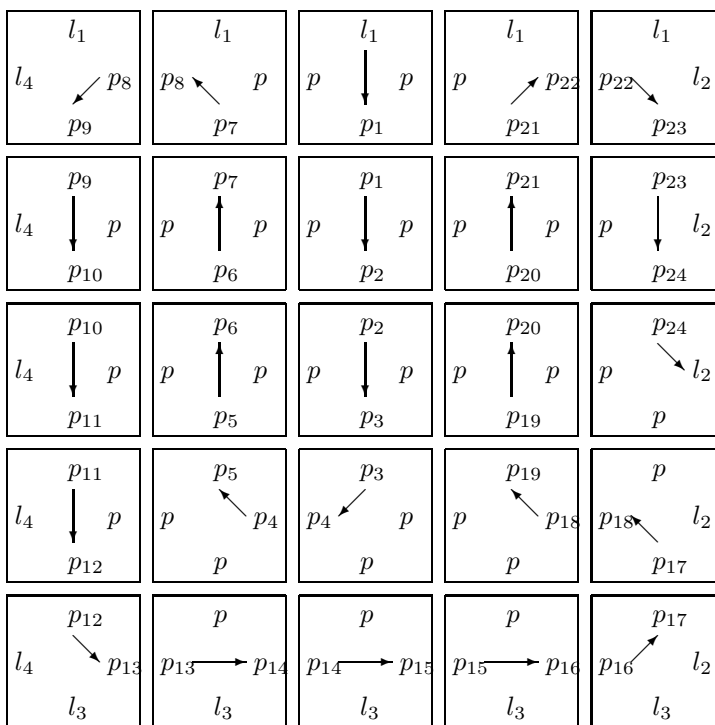 l₁ l₁ l₁ l₁ l₁
l₄ p₈ p₈ p p p p p₂₂ p₂₂ l₂
p₉ p₇ p₁ p₂₁ p₂₃
p₉ p₇ p₁ p₂₁ p₂₃
l₄ p p p p p p p p l₂
p₁₀ p₆ p₂ p₂₀ p₂₄
p₁₀ p₆ p₂ p₂₀ p₂₄
l₄ p p p p p p p p l₂
p₁₁ p₅ p₃ p₁₉ p
p₁₁ p₅ p₃ p₁₉ p
l₄ p p p₄ p₄ p p p₁₈ p₁₈ l₂
p₁₂ p p p p₁₇
p₁₂ p p p p₁₇
l₄ p₁₃ p₁₃ p₁₄ p₁₄ p₁₅ p₁₅ p₁₆ p₁₆ l₂
l₃ l₃ l₃ l₃ l₃